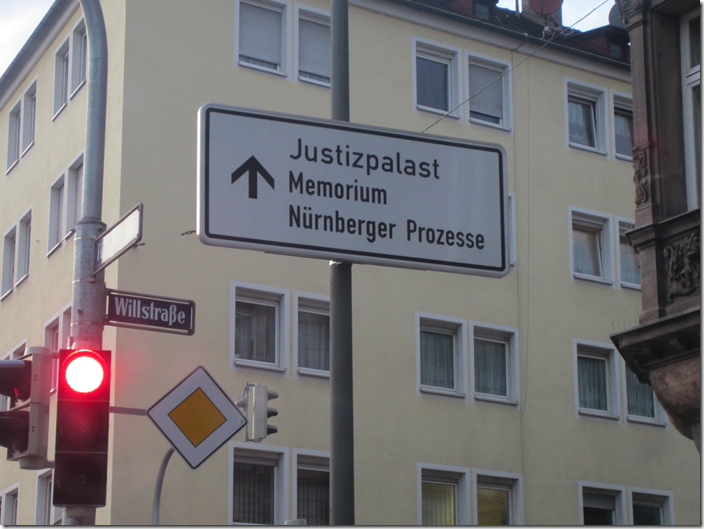 Justizpalast
Memorium
Nürnberger Prozesse
Willstraße